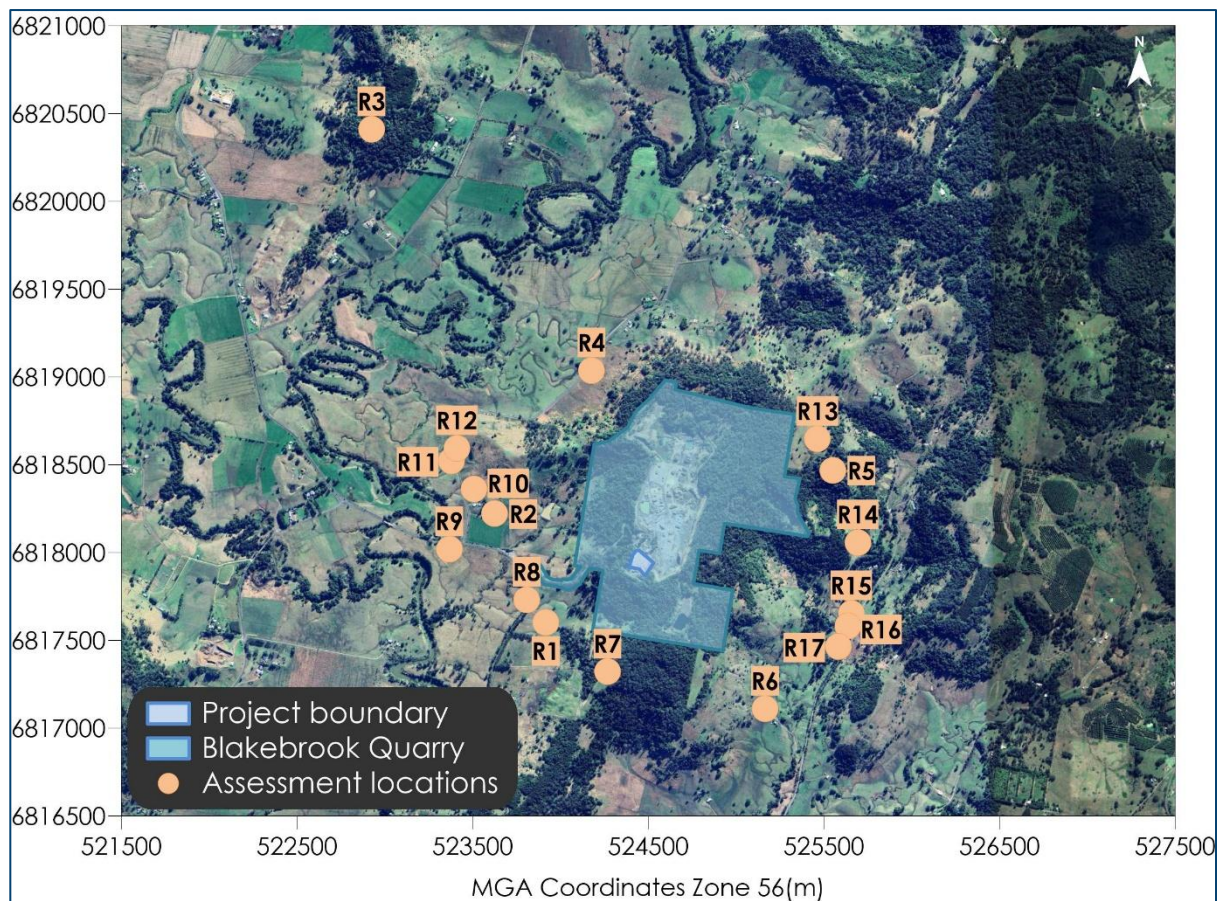 6821000
N
R3
6820500
6820000
6819500
R4
6819000
R13
R12
R11
R5
6818500
R10
R2
R14
R9
6818000
R8
R15
R16
R1
R7
R17
6817500
R6
Project boundary
6817000
Blakebrook Quarry
Assessment locations
6816500
521500 522500 523500 524500 525500 526500 527500
MGA Coordinates Zone 56(m)